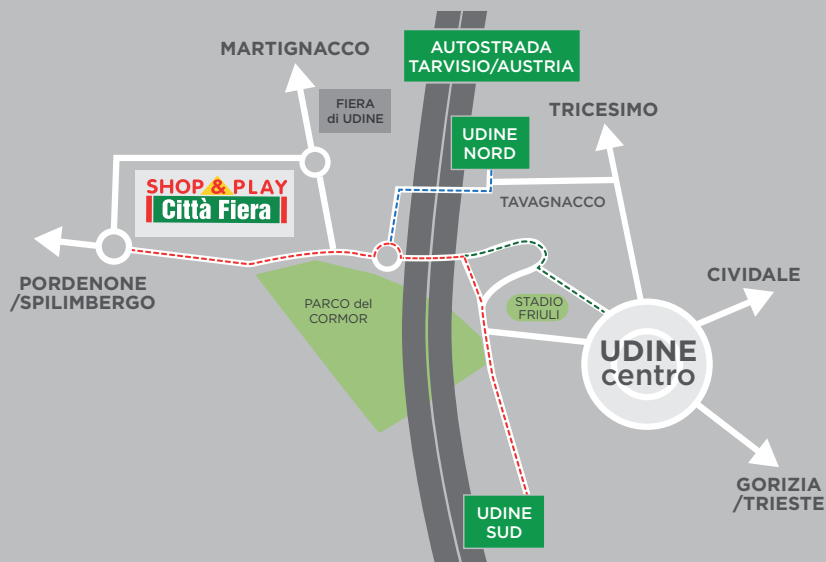 MARTIGNACCO
AUTOSTRADA
TARVISIO/AUSTRIA
FIERA
di UDINE
TRICESIMO
UDINE
NORD
SHOP & PLAY
Città Fiera
TAVAGNACCO
PORDENONE
/SPILIMBERGO
CIVIDALE
PARCO del
CORMOR
STADIO
FRIULI
UDINE
centro
GORIZIA
/TRIESTE
UDINE
SUD